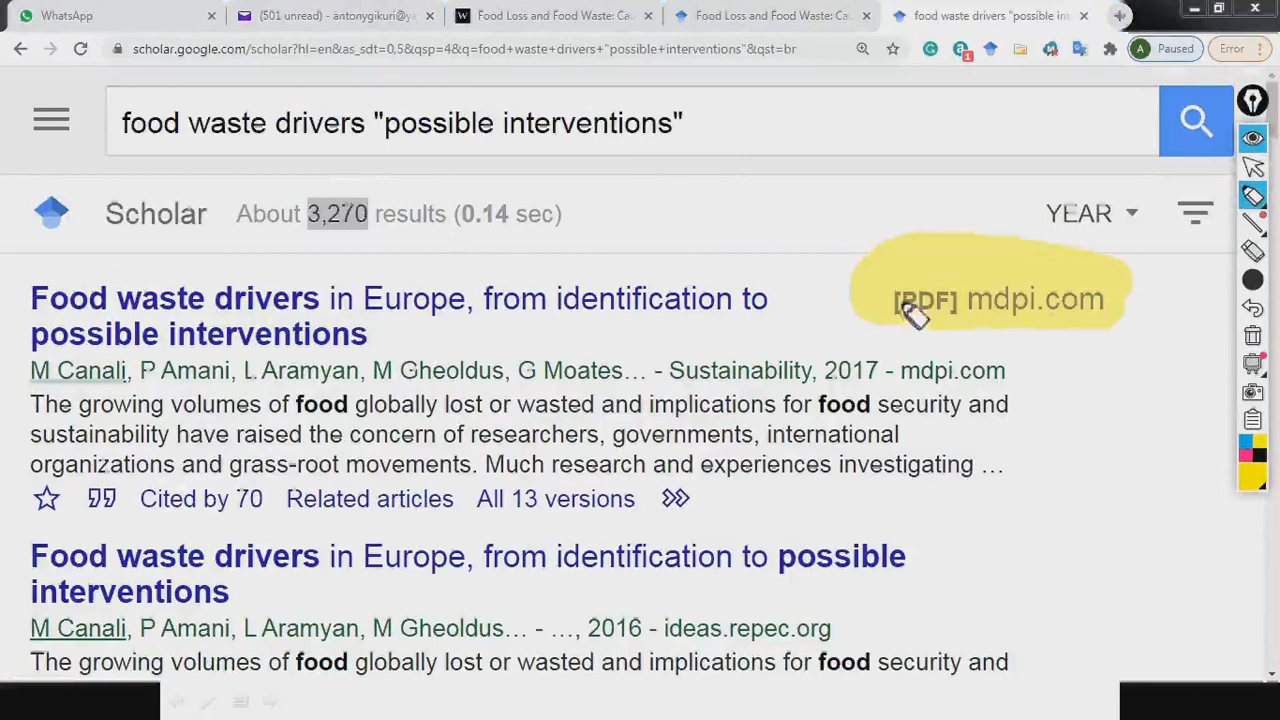 WhatsApp
(501 unread) - antonygikuri@ya
Food Loss and Food Waste: Cau
Food Loss and Food Waste: Cau
food waste drivers "possible in
scholar.google.com/scholar?hl=en&as_sdt=0,5&qsp=4&q=food+waste+drivers+"possible+interventions"&qst=br
1
A Paused
Error
food waste drivers "possible interventions"
Scholar About 3,270 results (0.14 sec) YEAR
Food waste drivers in Europe, from identification to
[PDF] mdpi.com
possible interventions
M Canali, P Amani, L Aramyan, M Gheoldus, G Moates… - Sustainability, 2017 - mdpi.com
The growing volumes of food globally lost or wasted and implications for food security and
sustainability have raised the concern of researchers, governments, international
organizations and grass-root movements. Much research and experiences investigating …
Cited by 70 Related articles All 13 versions
Food waste drivers in Europe, from identification to possible
interventions
M Canali, P Amani, L Aramyan, M Gheoldus… - …, 2016 - ideas.repec.org
The growing volumes of food globally lost or wasted and implications for food security and